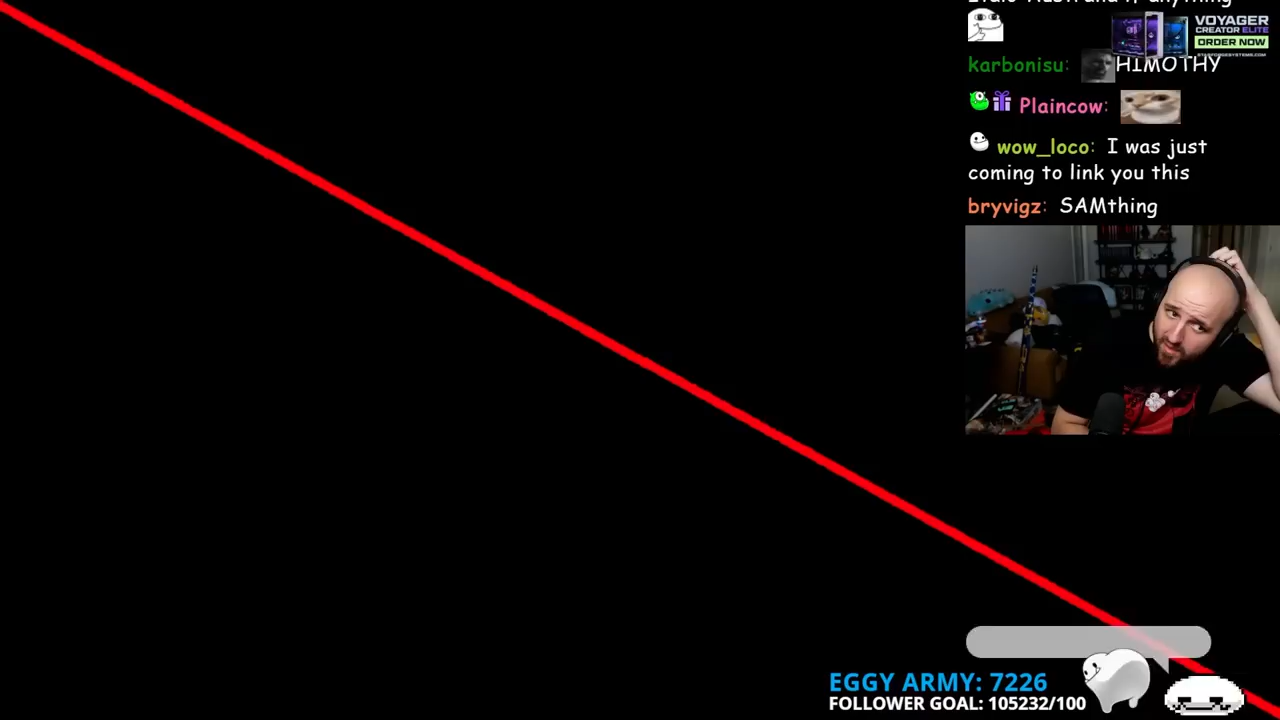 VOYAGER
CREATOR ELITE
ORDER NOW
karbonisu: HIMOTHY
Plaincow:
wow_loco: I was just
coming to link you this
bryvigz: SAMthing
EGGY ARMY: 7226
FOLLOWER GOAL: 105232/100